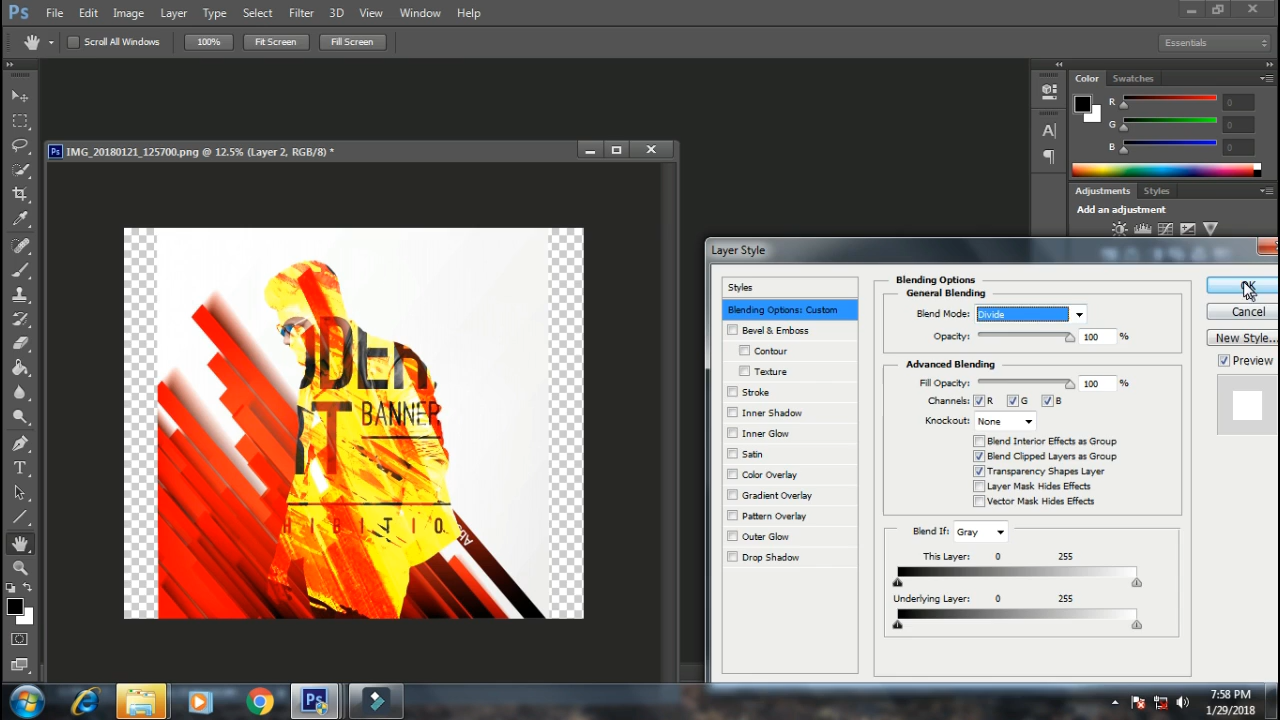 Ps File Edit Image Layer Type Select Filter 3D View Window Help
Scroll All Windows 100% Fit Screen Fill Screen Essentials
Color Swatches
R 0
G 0
B 0
Adjustments Styles
Add an adjustment
Ps IMG_20180121_125700.png @ 12.5% (Layer 2, RGB/8) *
ODER
BANNER
HIBITIO
Layer Style
Styles
Blending Options: Custom
Bevel & Emboss
Contour
Texture
Stroke
Inner Shadow
Inner Glow
Satin
Color Overlay
Gradient Overlay
Pattern Overlay
Outer Glow
Drop Shadow
Blending Options
General Blending
Blend Mode: Divide
Opacity: 100 %
Advanced Blending
Fill Opacity: 100 %
Channels: R G B
Knockout: None
Blend Interior Effects as Group
Blend Clipped Layers as Group
Transparency Shapes Layer
Layer Mask Hides Effects
Vector Mask Hides Effects
Blend If: Gray
This Layer: 0 255
Underlying Layer: 0 255
OK
Cancel
New Style...
Preview
Ps
7:58 PM
1/29/2018